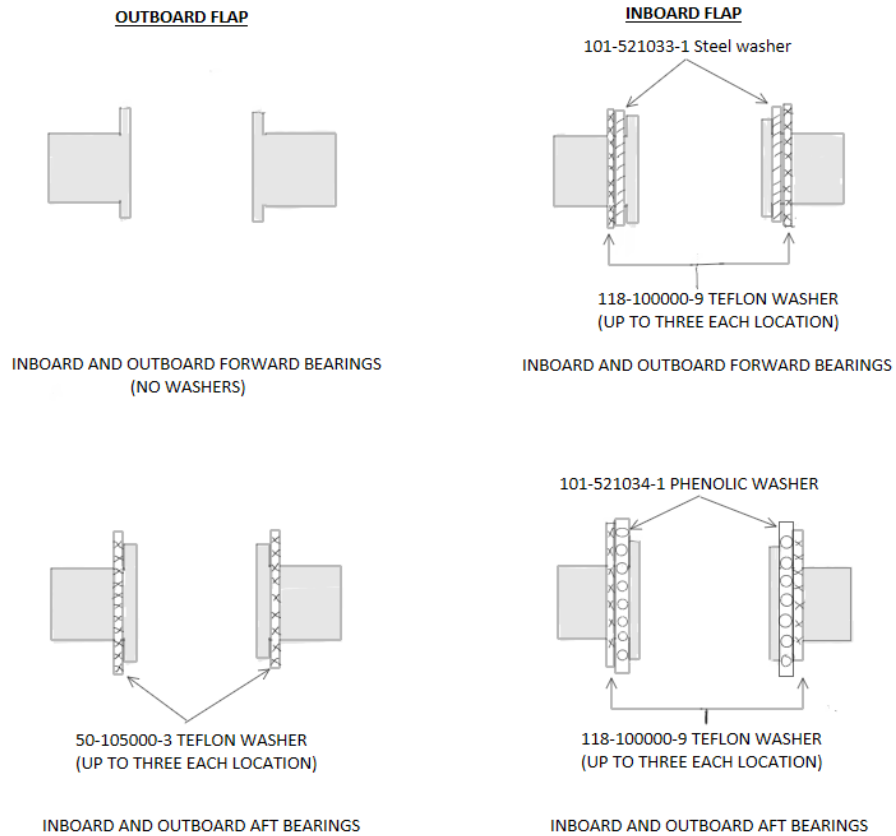 OUTBOARD FLAP
INBOARD FLAP
101-521033-1 Steel washer
118-100000-9 TEFLON WASHER
(UP TO THREE EACH LOCATION)
INBOARD AND OUTBOARD FORWARD BEARINGS
(NO WASHERS)
INBOARD AND OUTBOARD FORWARD BEARINGS
101-521034-1 PHENOLIC WASHER
50-105000-3 TEFLON WASHER
(UP TO THREE EACH LOCATION)
118-100000-9 TEFLON WASHER
(UP TO THREE EACH LOCATION)
INBOARD AND OUTBOARD AFT BEARINGS
INBOARD AND OUTBOARD AFT BEARINGS